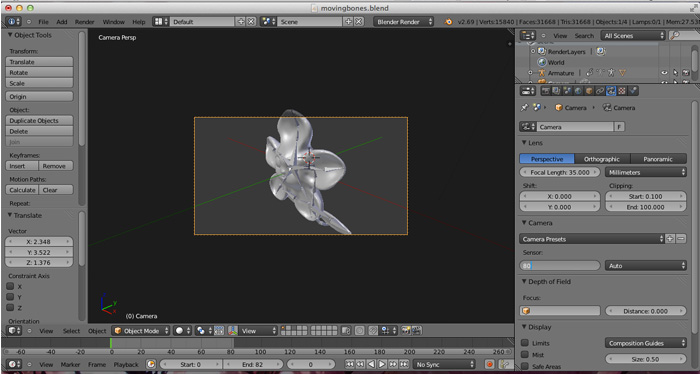 movingbones.blend
File Add Render Window Help Default Scene Blender Render v2.69 | Verts:15840 | Faces:31668 | Tris:31668 | Objects:1/4 | Lamps:0/1 | Mem:27.53
Object Tools
Transform:
Translate
Rotate
Scale
Origin
Object:
Duplicate Objects
Delete
Join
Keyframes:
Insert Remove
Motion Paths:
Calculate Clear
Repeat:
Translate
Vector
X: 2.348
Y: 3.522
Z: 1.376
Constraint Axis
X
Y
Z
Orientation
Camera Persp
(0) Camera
View Select Object Object Mode View
-40 -20 0 20 40 60 80 100 120 140 160 180 200 220 240 260
View Marker Frame Playback Start: 0 End: 82 0 No Sync
View Search All Scenes
RenderLayers
World
Armature
Camera Camera
Camera F
Lens
Perspective Orthographic Panoramic
Focal Length: 35.000 Millimeters
Shift: Clipping:
X: 0.000 Start: 0.100
Y: 0.000 End: 100.000
Camera
Camera Presets
Sensor:
80 Auto
Depth of Field
Focus:
Distance: 0.000
Display
Limits Composition Guides
Mist Size: 0.50
Safe Areas